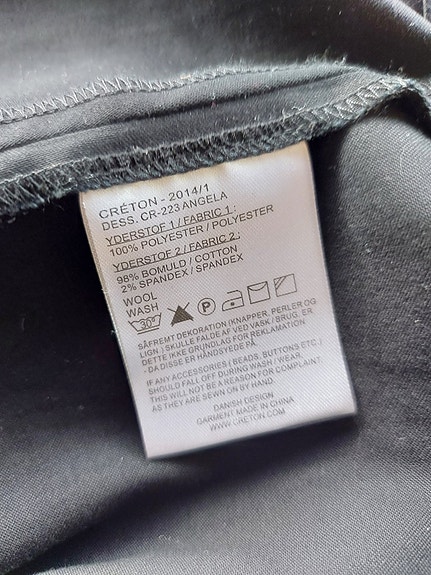 CRÉTON - 2014/1
DESS. CR-223 ANGELA
YDERSTOF 1 / FABRIC 1 :
100% POLYESTER / POLYESTER
YDERSTOF 2 / FABRIC 2 :
98% BOMULD / COTTON
2% SPANDEX / SPANDEX
WOOL
WASH
30° P
SÅFREMT DEKORATION (KNAPPER, PERLER OG
LIGN.) SKULLE FALDE AF VED VASK / BRUG, ER
DETTE IKKE GRUNDLAG FOR REKLAMATION
- DA DISSE ER HÅNDSYEDE PÅ.
IF ANY ACCESSORIES ( BEADS, BUTTONS ETC.)
SHOULD FALL OFF DURING WASH / WEAR,
THIS WILL NOT BE A REASON FOR COMPLAINT,
AS THEY ARE SEWN ON BY HAND.
DANISH DESIGN
GARMENT MADE IN CHINA
WWW.CRETON.COM